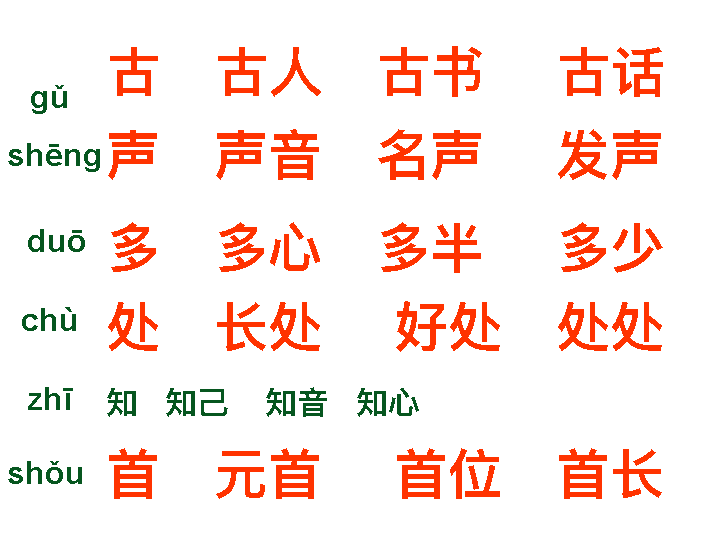 gǔ 古 古人 古书 古话
shēng 声 声音 名声 发声
duō 多 多心 多半 多少
chù 处 长处 好处 处处
zhī 知 知己 知音 知心
shǒu 首 元首 首位 首长